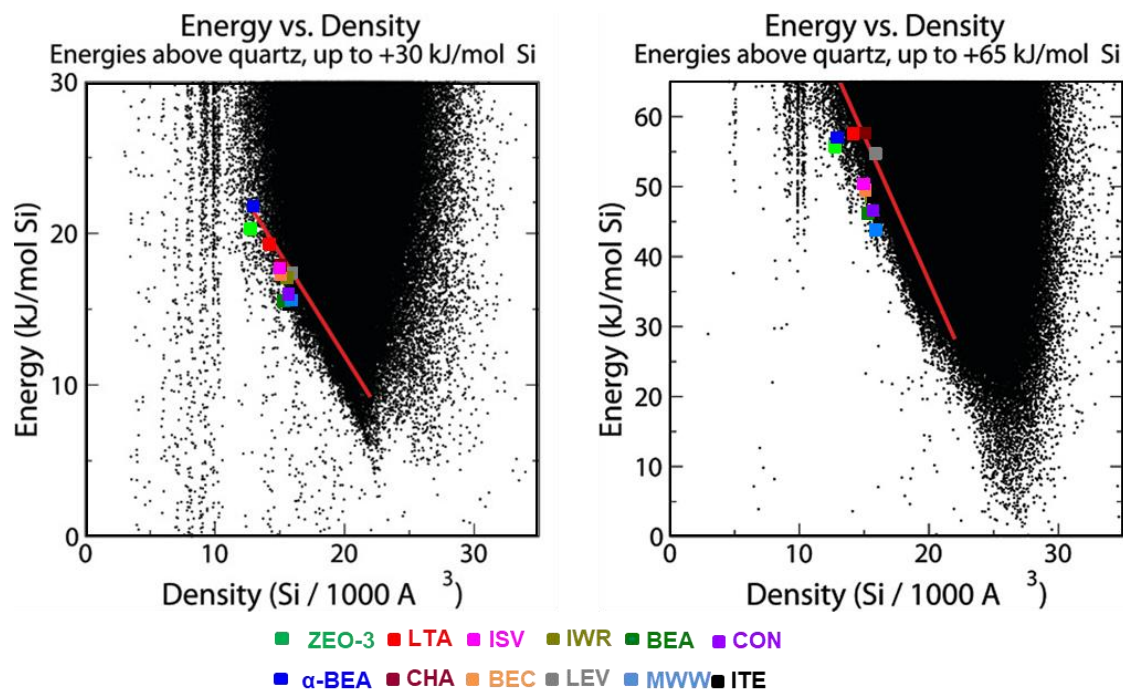 Energy vs. Density
Energies above quartz, up to +30 kJ/mol Si
30
20
10
0
Energy (kJ/mol Si)
0 10 20 30
Density (Si / 1000 A ³)
Energy vs. Density
Energies above quartz, up to +65 kJ/mol Si
60
50
40
30
20
10
0
Energy (kJ/mol Si)
0 10 20 30
Density (Si / 1000 A ³)
ZEO-3 LTA ISV IWR BEA CON
α-BEA CHA BEC LEV MWW ITE